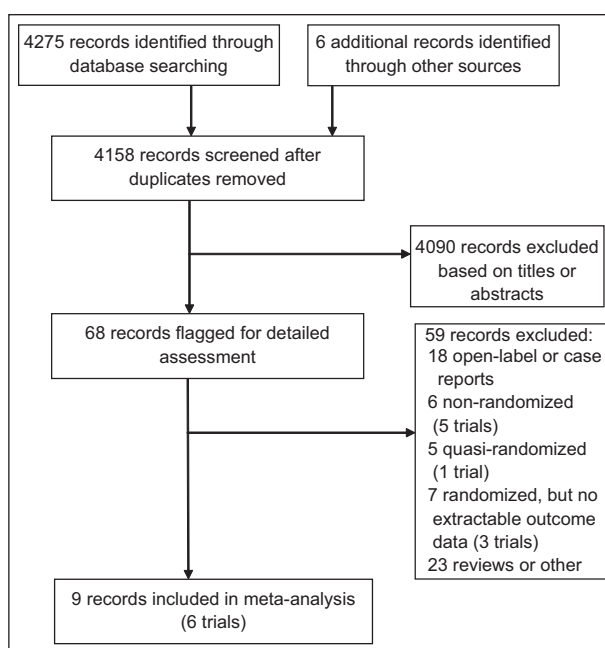 4275 records identified through
database searching
6 additional records identified
through other sources
4158 records screened after
duplicates removed
4090 records excluded
based on titles or
abstracts
68 records flagged for detailed
assessment
59 records excluded:
18 open-label or case
reports
6 non-randomized
(5 trials)
5 quasi-randomized
(1 trial)
7 randomized, but no
extractable outcome
data (3 trials)
23 reviews or other
9 records included in meta-analysis
(6 trials)